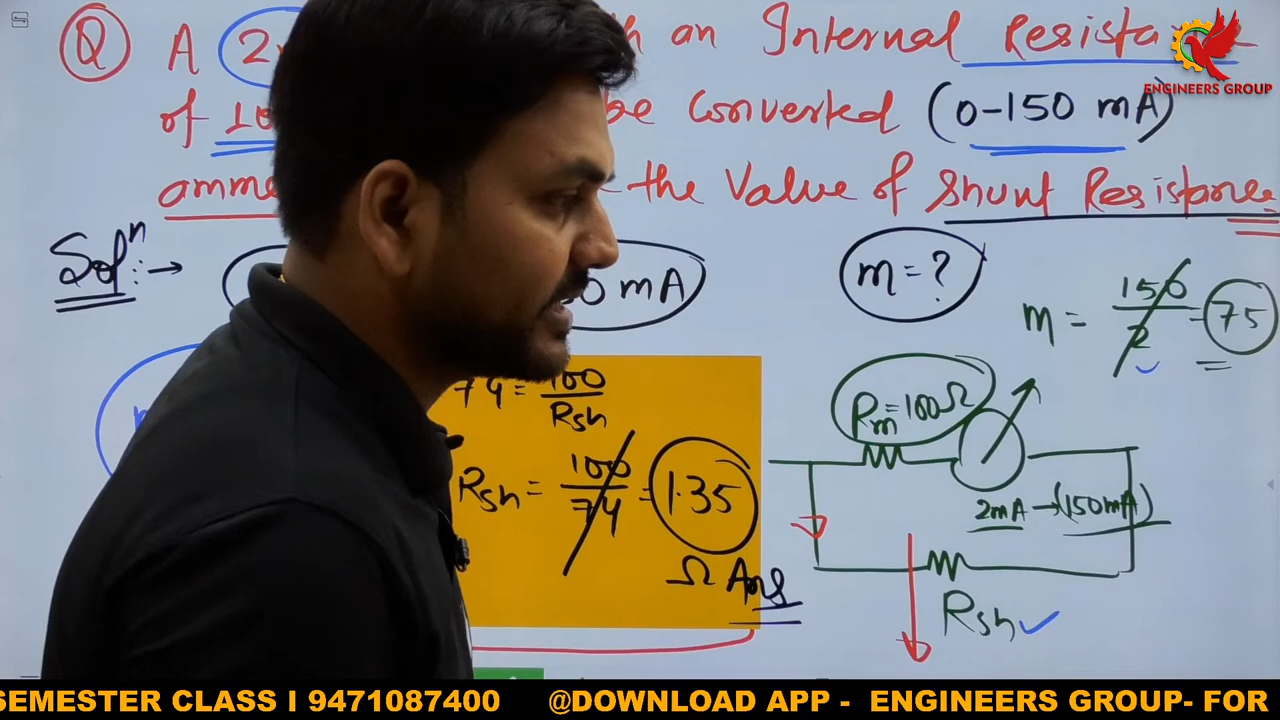 Q A 2 an Internal Resista
ENGINEERS GROUP
of be converted (0-150 mA)
the Value of Shunt Resistance
Solⁿ:→ mA m = ?
m = 150/2 = 75
74 = 100/Rsh
Rm = 100Ω
Rsh = 100/74 = 1.35
Ω Ans
2mA → (150mA)
Rsh ✓
SEMESTER CLASS I 9471087400 @DOWNLOAD APP - ENGINEERS GROUP- FOR